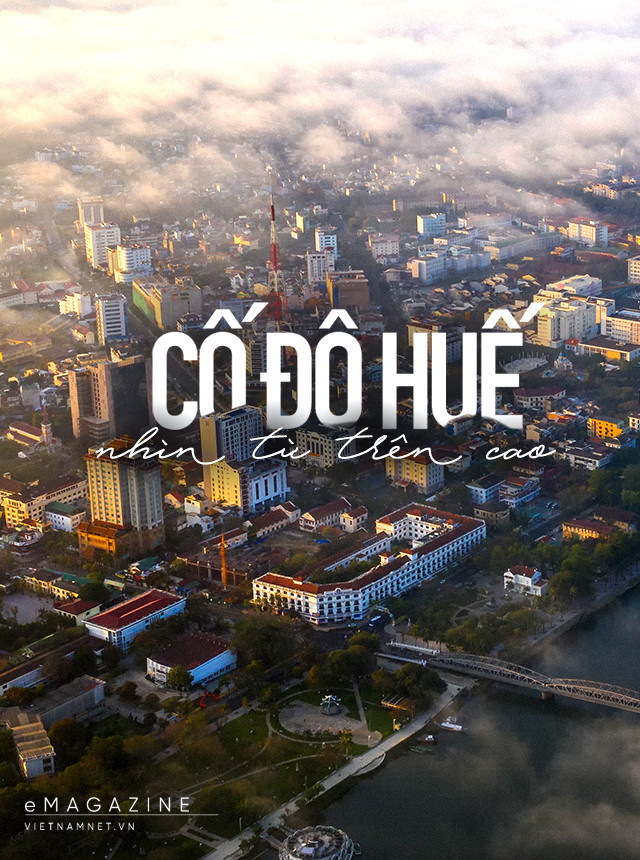 CỐ ĐÔ HUẾ
nhìn từ trên cao
eMAGAZINE
VIETNAMNET.VN